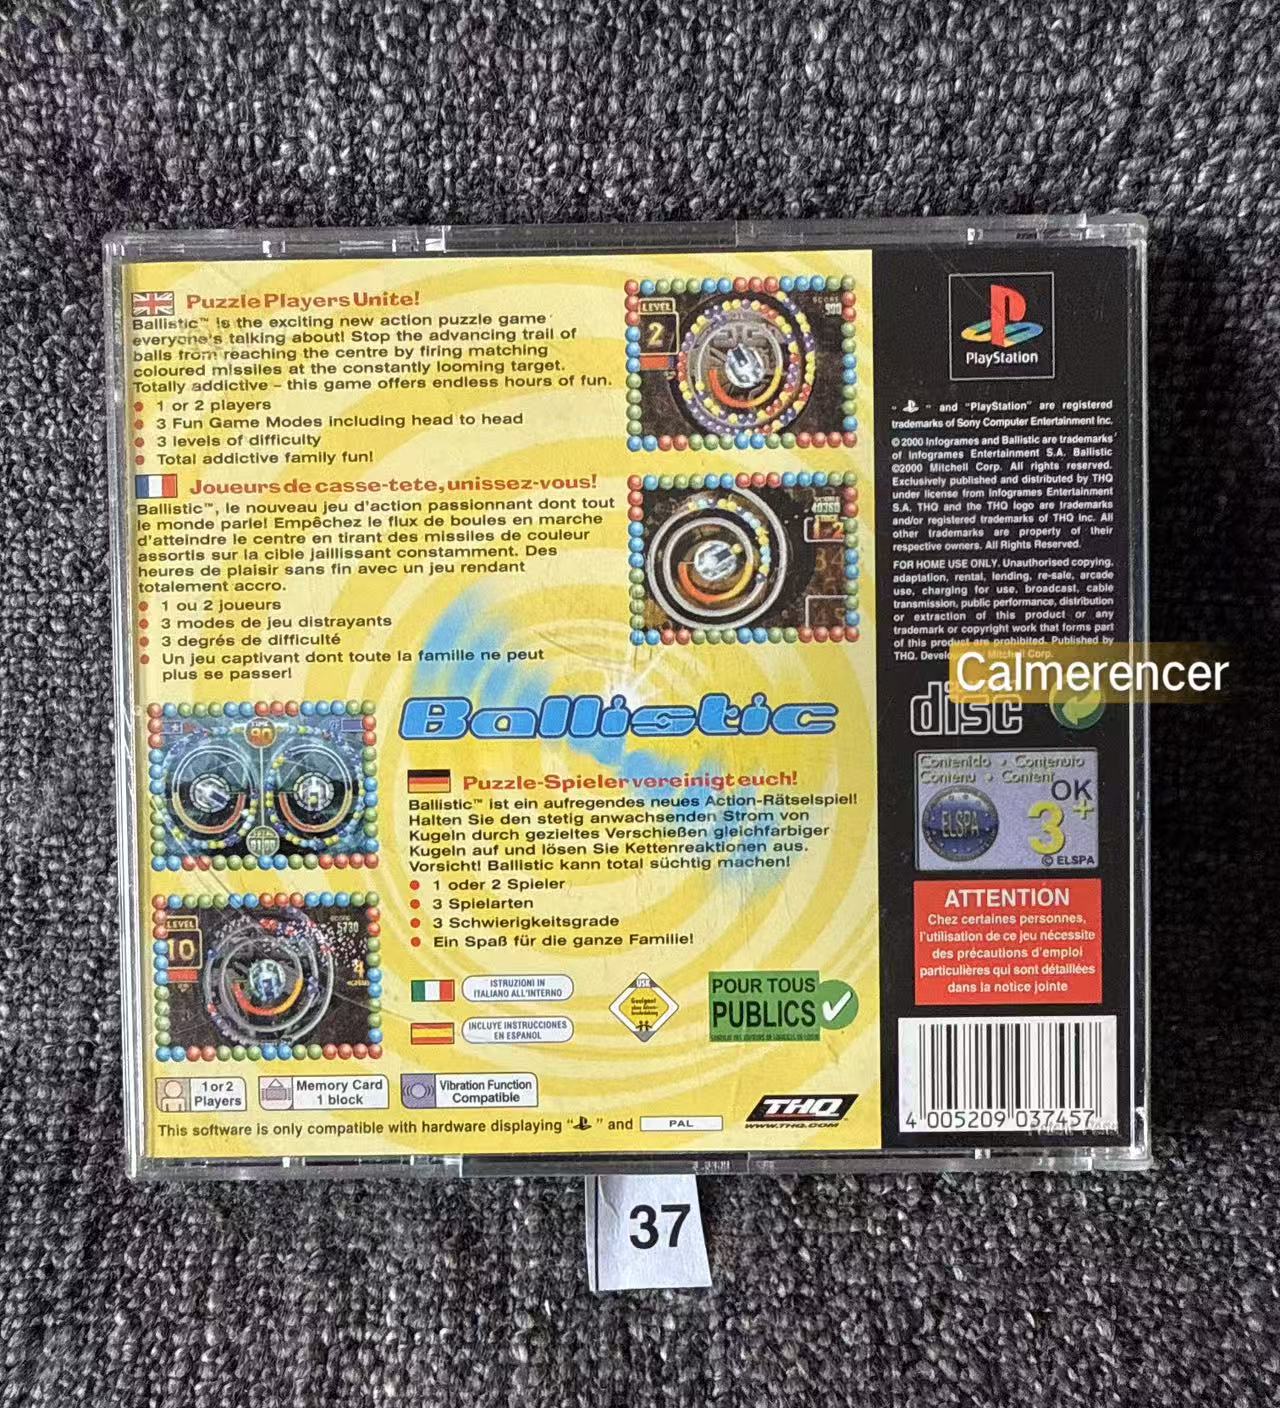 Puzzle Players Unite!
Ballistic™ is the exciting new action puzzle game
everyone's talking about! Stop the advancing trail of
balls from reaching the centre by firing matching
coloured missiles at the constantly looming target.
Totally addictive – this game offers endless hours of fun.
1 or 2 players
3 Fun Game Modes including head to head
3 levels of difficulty
Total addictive family fun!
Joueurs de casse-tete, unissez-vous!
Ballistic™, le nouveau jeu d'action passionnant dont tout
le monde parle! Empêchez le flux de boules en marche
d'atteindre le centre en tirant des missiles de couleur
assortis sur la cible jaillissant constamment. Des
heures de plaisir sans fin avec un jeu rendant
totalement accro.
1 ou 2 joueurs
3 modes de jeu distrayants
3 degrés de difficulté
Un jeu captivant dont toute la famille ne peut
plus se passer!
LEVEL
2
SCORE
900
SCORE
40360
1-2
Ballistic
TIME
90
Puzzle-Spieler vereinigt euch!
Ballistic™ ist ein aufregendes neues Action-Rätselspiel!
Halten Sie den stetig anwachsenden Strom von
Kugeln durch gezieltes Verschießen gleichfarbiger
Kugeln auf und lösen Sie Kettenreaktionen aus.
Vorsicht! Ballistic kann total süchtig machen!
1 oder 2 Spieler
3 Spielarten
3 Schwierigkeitsgrade
Ein Spaß für die ganze Familie!
LEVEL
10
SCORE
5730
4
ISTRUZIONI IN
ITALIANO ALL'INTERNO
INCLUYE INSTRUCCIONES
EN ESPANOL
USK
Geeignet
ohne Alters-
beschränkung
POUR TOUS
PUBLICS
1 or 2
Players
Memory Card
1 block
Vibration Function
Compatible
THQ
WWW.THQ.COM
This software is only compatible with hardware displaying " " and PAL
PlayStation
" " and "PlayStation" are registered
trademarks of Sony Computer Entertainment Inc.
© 2000 Infogrames and Ballistic are trademarks
of Infogrames Entertainment S.A. Ballistic
©2000 Mitchell Corp. All rights reserved.
Exclusively published and distributed by THQ
under license from Infogrames Entertainment
S.A. THQ and the THQ logo are trademarks
and/or registered trademarks of THQ Inc. All
other trademarks are property of their
respective owners. All Rights Reserved.
FOR HOME USE ONLY. Unauthorised copying,
adaptation, rental, lending, re-sale, arcade
use, charging for use, broadcast, cable
transmission, public performance, distribution
or extraction of this product or any
trademark or copyright work that forms part
of this product are prohibited. Published by
THQ. Mitchell Corp.
Calmerencer
disc
Contenido • Contenuto
Contenu • Content
OK
ELSPA
3+
© ELSPA
ATTENTION
Chez certaines personnes,
l'utilisation de ce jeu nécessite
des précautions d'emploi
particulières qui sont détaillées
dans la notice jointe
4 005209 037457
37